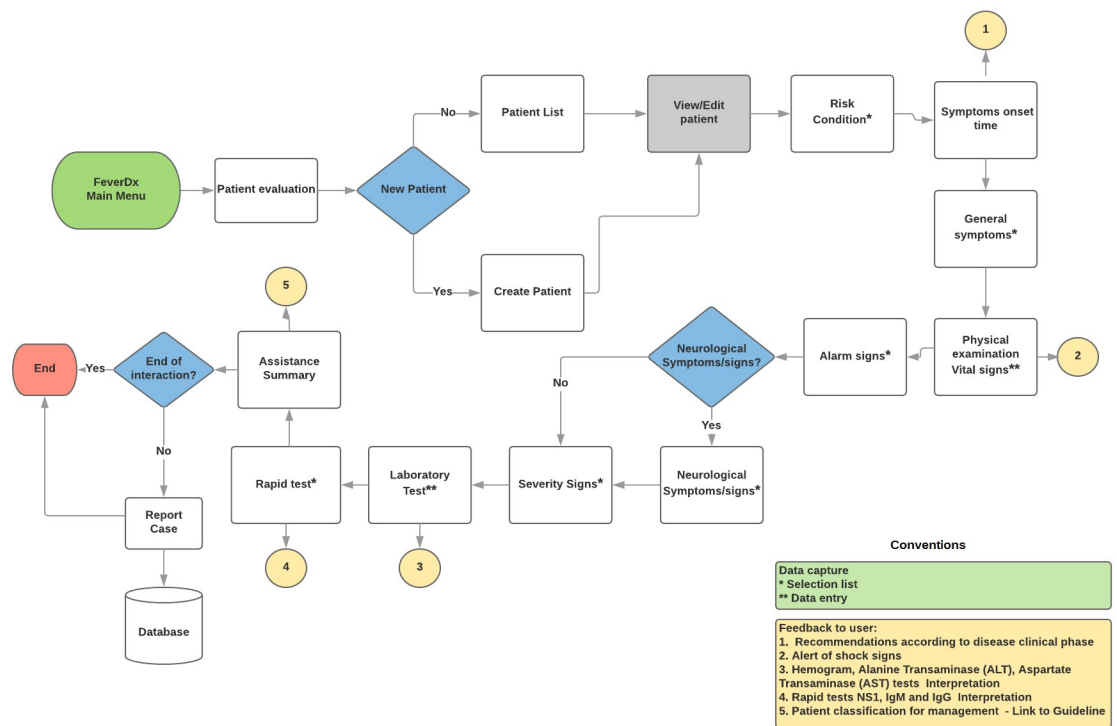 1
No
Patient List
View/Edit
patient
Risk
Condition*
Symptoms onset
time
FeverDx
Main Menu
Patient evaluation
New Patient
General
symptoms*
Yes
Create Patient
5
End
Yes
End of
interaction?
Assistance
Summary
Neurological
Symptoms/signs?
Alarm signs*
Physical
examination
Vital signs**
2
No
Yes
No
Rapid test*
Laboratory
Test**
Severity Signs*
Neurological
Symptoms/signs*
Report
Case
4
3
Database
Conventions
Data capture
* Selection list
** Data entry
Feedback to user:
1. Recommendations according to disease clinical phase
2. Alert of shock signs
3. Hemogram, Alanine Transaminase (ALT), Aspartate
Transaminase (AST) tests Interpretation
4. Rapid tests NS1, IgM and IgG Interpretation
5. Patient classification for management - Link to Guideline